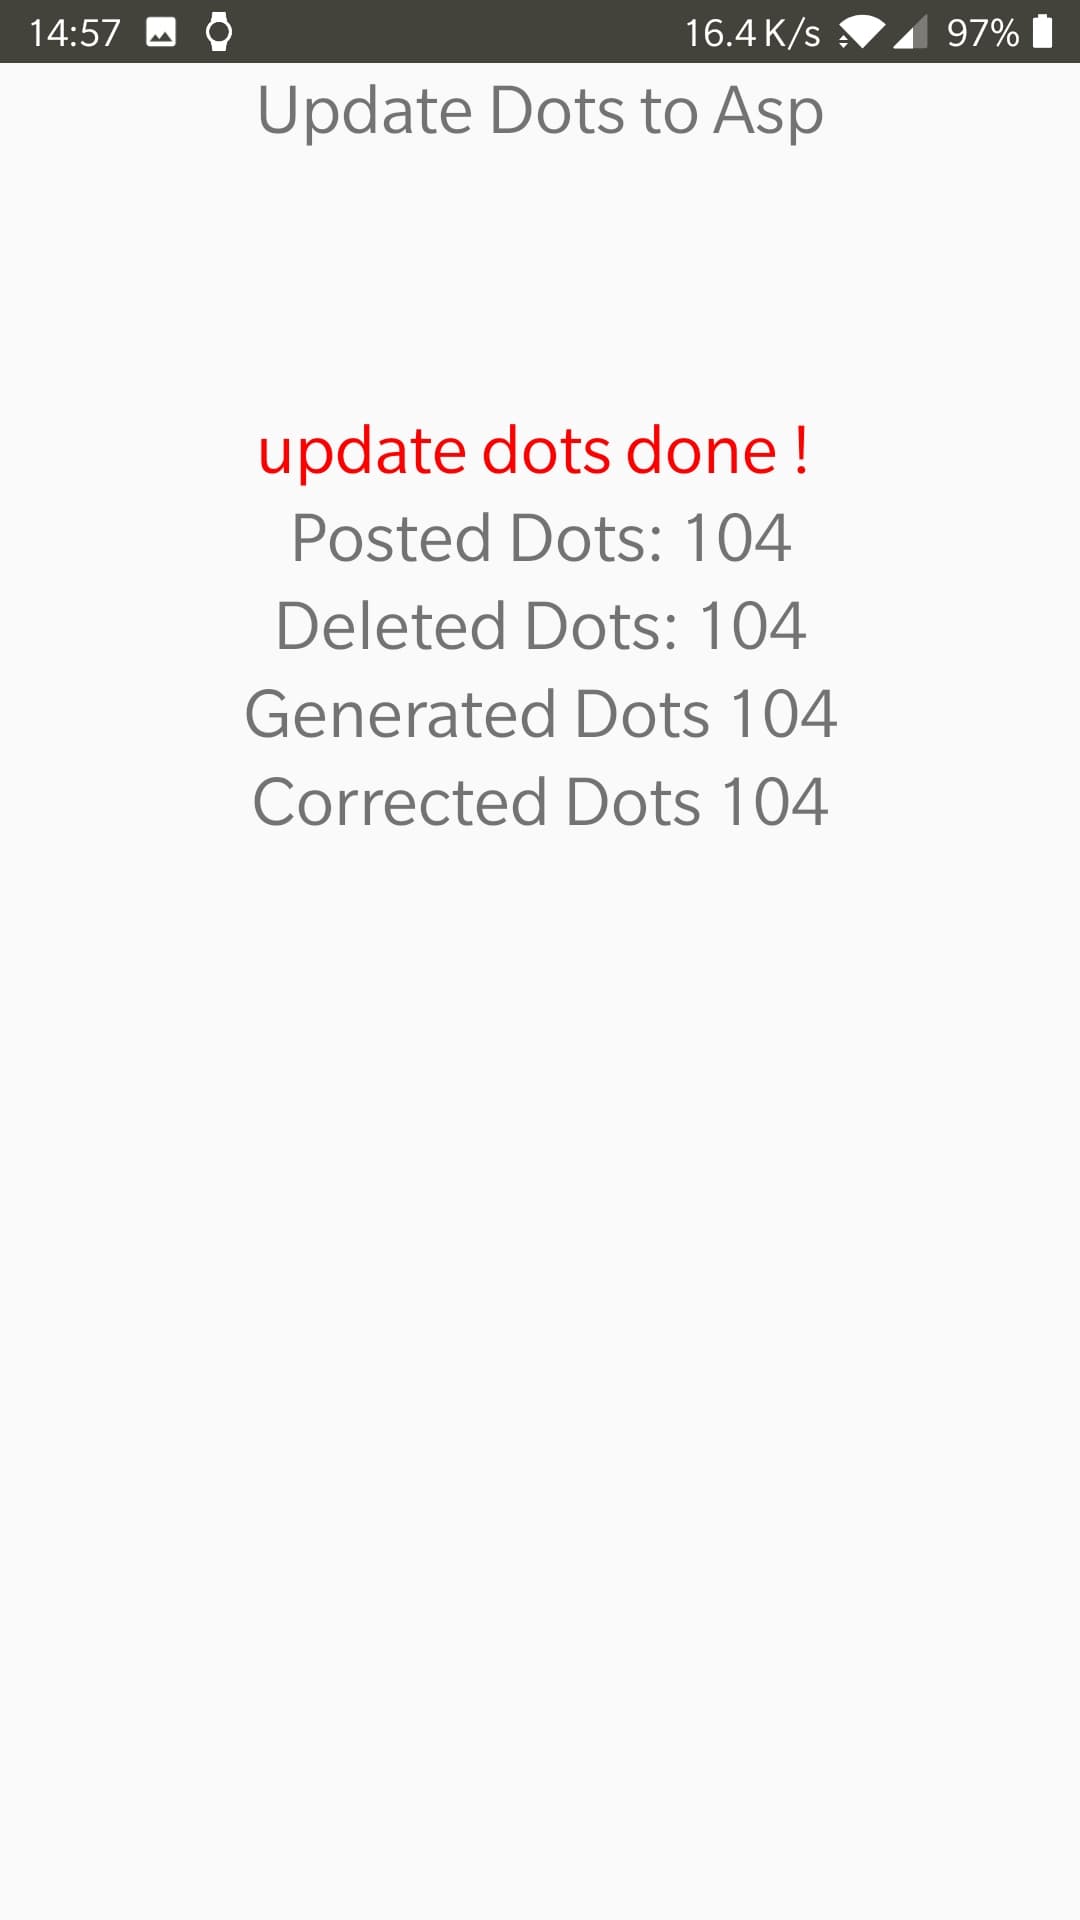 14:57 16.4 K/s 97%
Update Dots to Asp
update dots done !
Posted Dots: 104
Deleted Dots: 104
Generated Dots 104
Corrected Dots 104